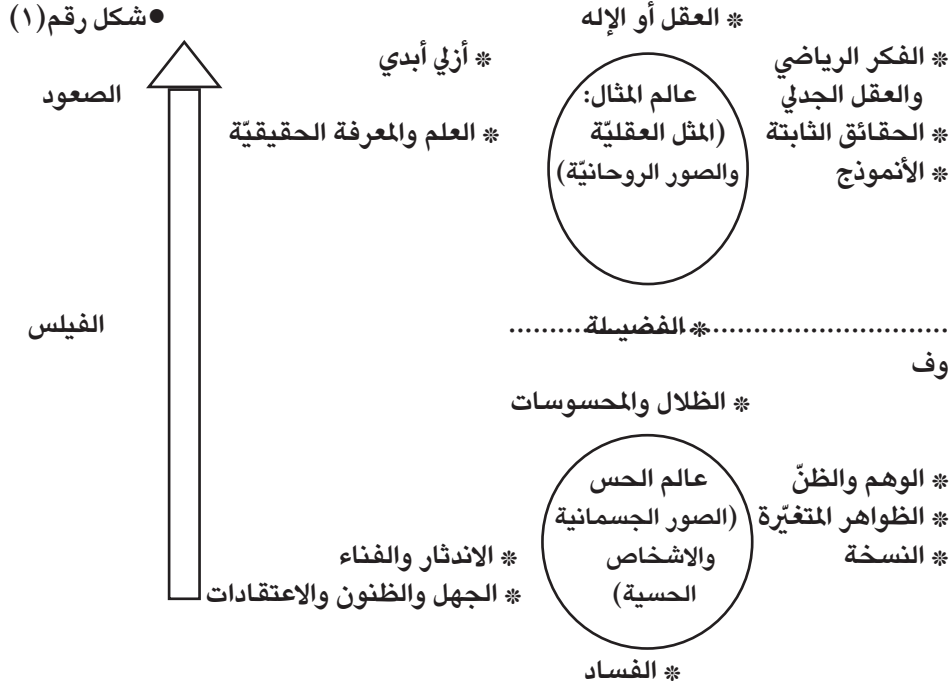 ●شكل رقم(١)
❊ العقل أو الإله
❊ الفكر الرياضي
والعقل الجدلي
❊ الحقائق الثابتة
❊ الأنموذج
عالم المثال:
(المثل العقليّة
والصور الروحانيّة)
❊ أزلي أبدي
❊ العلم والمعرفة الحقيقيّة
الصعود
❊ الفضيلة
الفيلس
وف
❊ الظلال والمحسوسات
❊ الوهم والظنّ
❊ الظواهر المتغيّرة
❊ النسخة
عالم الحس
(الصور الجسمانية
والاشخاص
الحسية)
❊ الاندثار والفناء
❊ الجهل والظنون والاعتقادات
❊ الفساد